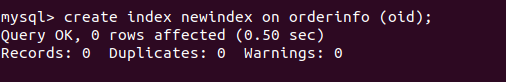 mysql> create index newindex on orderinfo (oid);
Query OK, 0 rows affected (0.50 sec)
Records: 0  Duplicates: 0  Warnings: 0